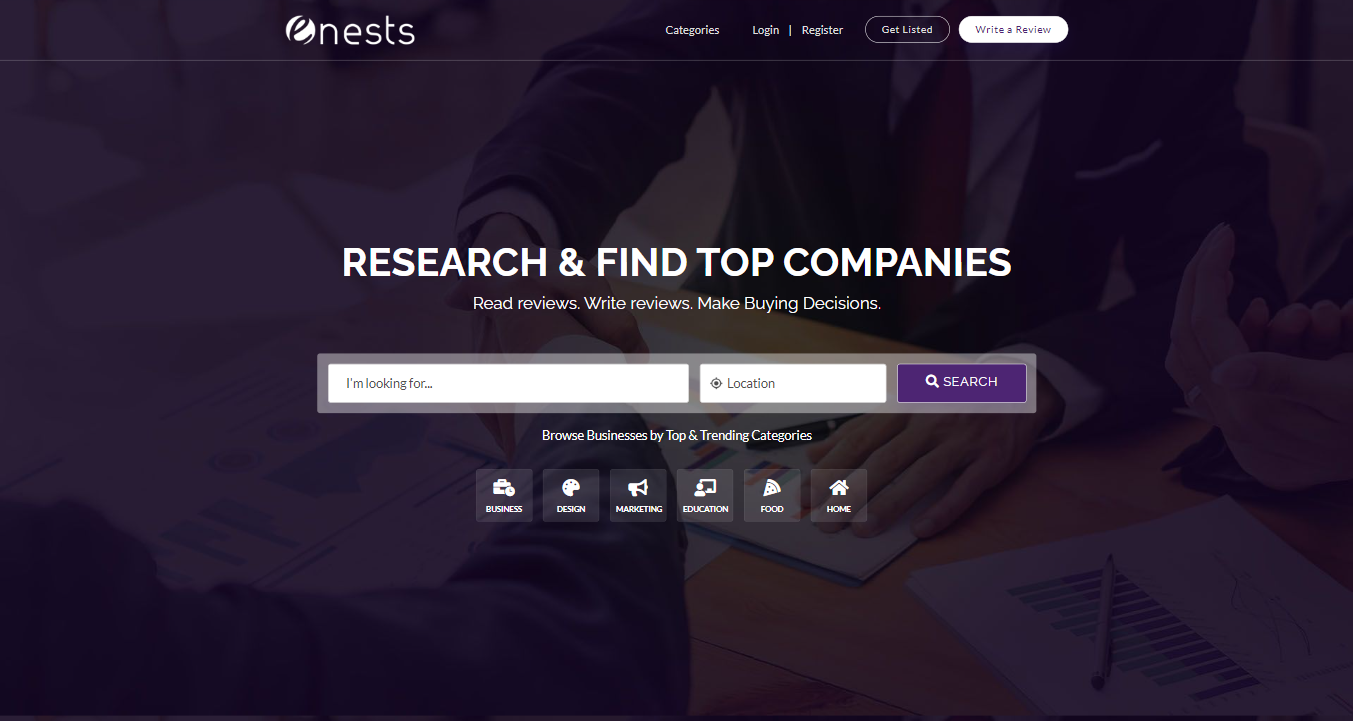 enests
Categories
Login | Register
Get Listed
Write a Review
RESEARCH & FIND TOP COMPANIES
Read reviews. Write reviews. Make Buying Decisions.
I'm looking for...
Location
SEARCH
Browse Businesses by Top & Trending Categories
BUSINESS
DESIGN
MARKETING
EDUCATION
FOOD
HOME